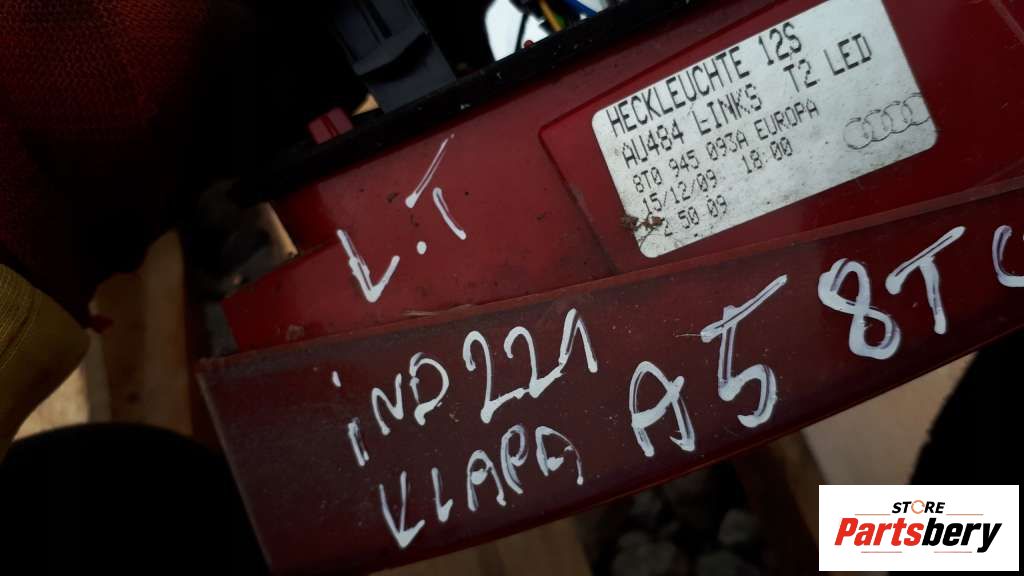 HECKLEUCHTE 12S
AU484 LINKS T2 LED
8T0 945 093A EUROPA
15/12/09 18:00
2 50 09
L.T
iND221
KLAPA A5 8T
STORE
Partsbery